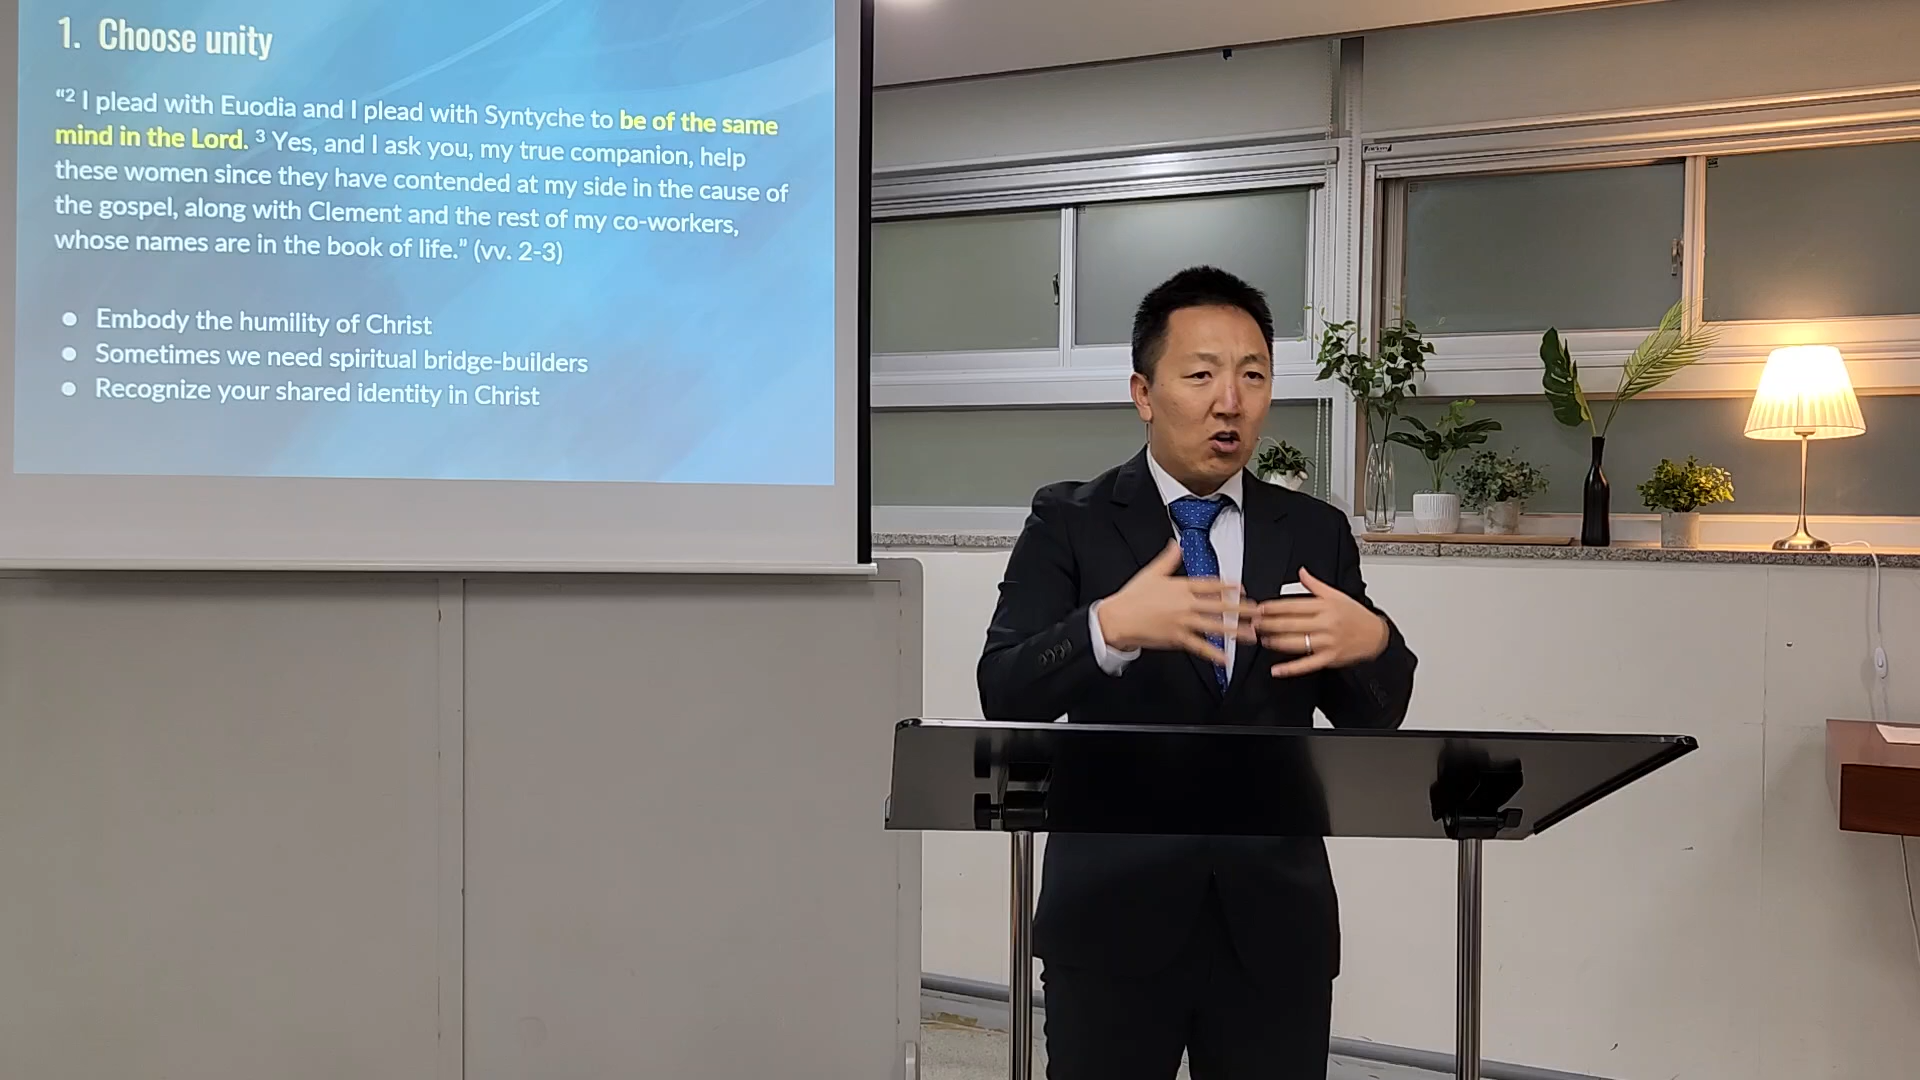 1. Choose unity
“² I plead with Euodia and I plead with Syntyche to be of the same
mind in the Lord. ³ Yes, and I ask you, my true companion, help
these women since they have contended at my side in the cause of
the gospel, along with Clement and the rest of my co-workers,
whose names are in the book of life.” (vv. 2-3)
● Embody the humility of Christ
● Sometimes we need spiritual bridge-builders
● Recognize your shared identity in Christ